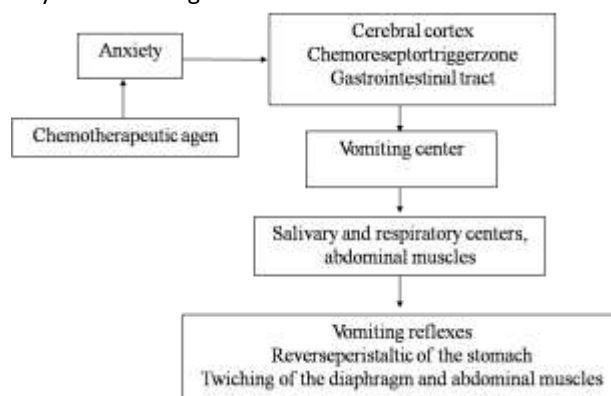 Cerebral cortex
Chemoreseptortriggerzone
Gastrointestinal tract
Anxiety
Chemotherapeutic agen
Vomiting center
Salivary and respiratory centers,
abdominal muscles
Vomiting reflexes
Reverseperistaltic of the stomach
Twiching of the diaphragm and abdominal muscles